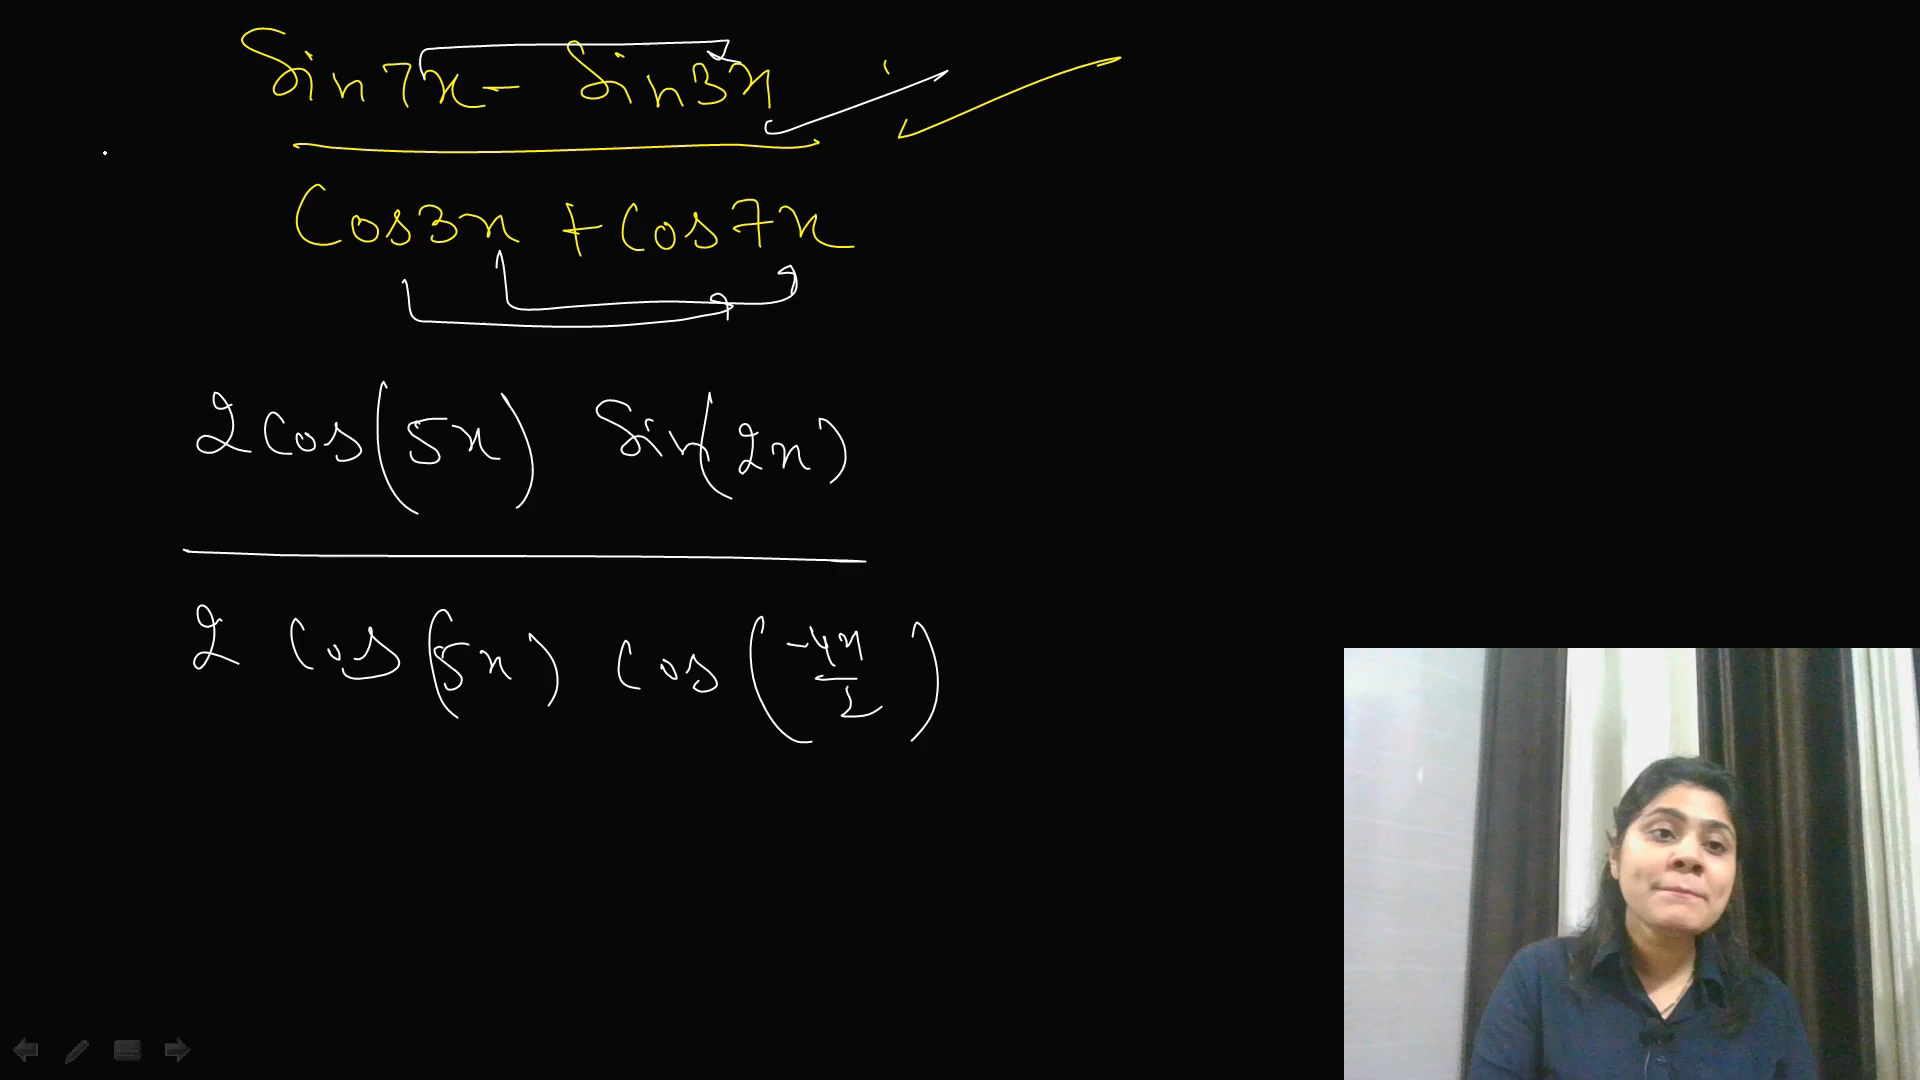 Sin7x - Sin3x
Cos3x + Cos7x
2Cos(5x) Sin(2x)
2 Cos(5x) Cos(-4x/2)